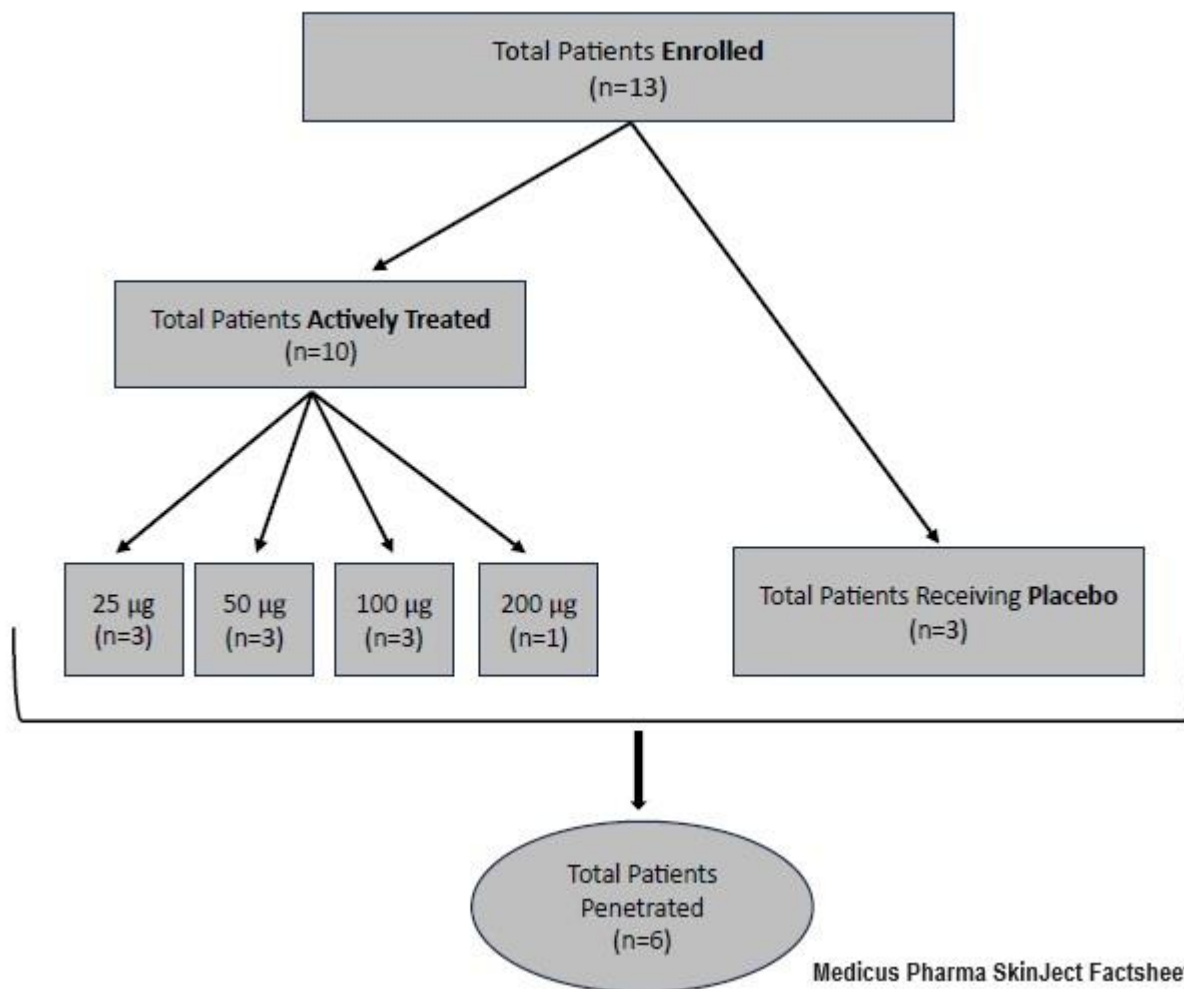 Total Patients Enrolled
(n=13)
Total Patients Actively Treated
(n=10)
25 µg
(n=3)
50 µg
(n=3)
100 µg
(n=3)
200 µg
(n=1)
Total Patients Receiving Placebo
(n=3)
Total Patients
Penetrated
(n=6)
Medicus Pharma SkinJect Factsheet